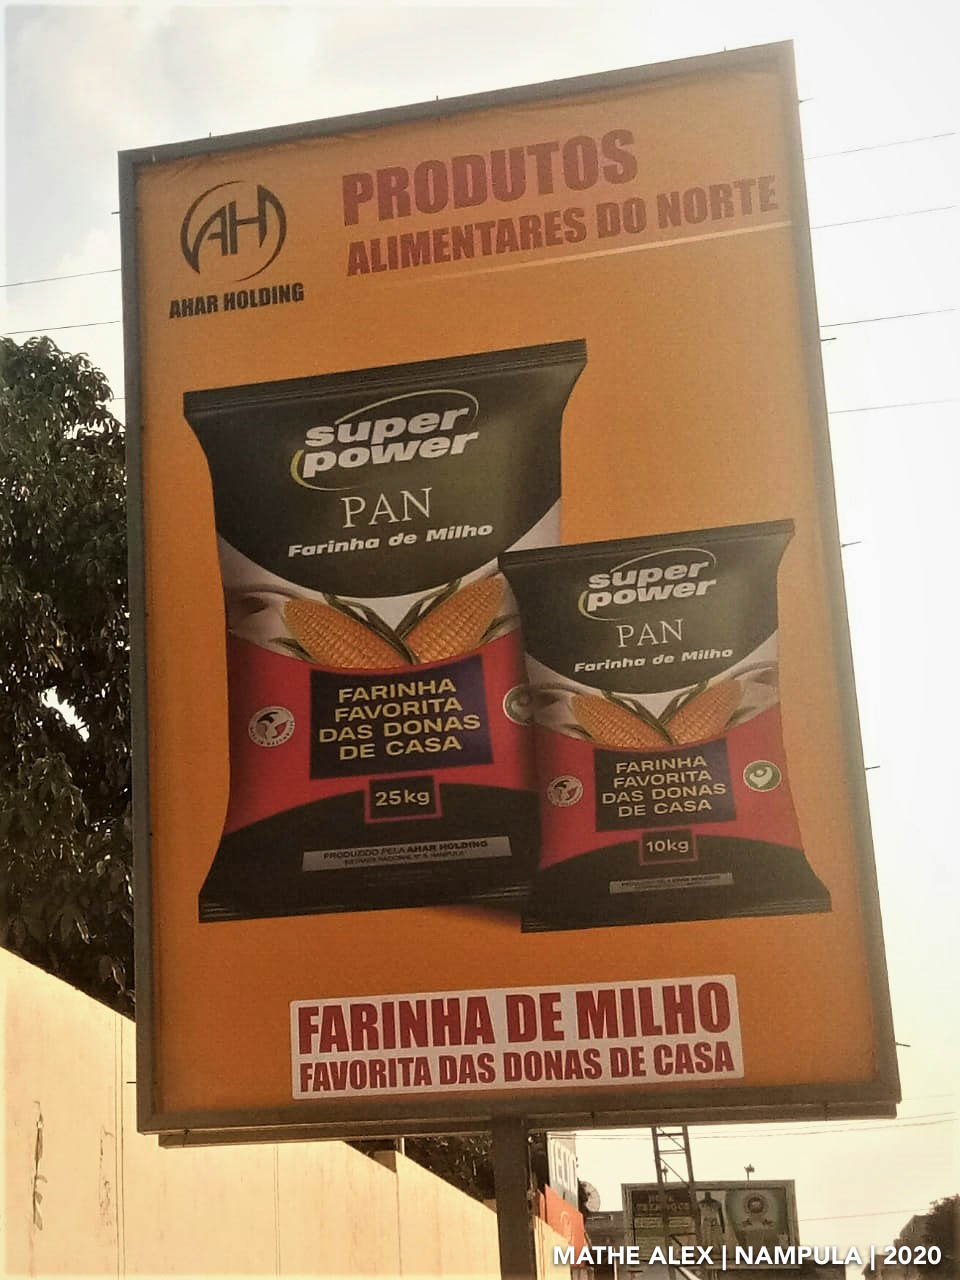 AH
AHAR HOLDING
PRODUTOS
ALIMENTARES DO NORTE
super
power
PAN
Farinha de Milho
FARINHA
FAVORITA
DAS DONAS
DE CASA
25kg
PRODUZIDO PELA AHAR HOLDING
super
power
PAN
Farinha de Milho
FARINHA
FAVORITA
DAS DONAS
DE CASA
10kg
FARINHA DE MILHO
FAVORITA DAS DONAS DE CASA
MATHE ALEX | NAMPULA | 2020